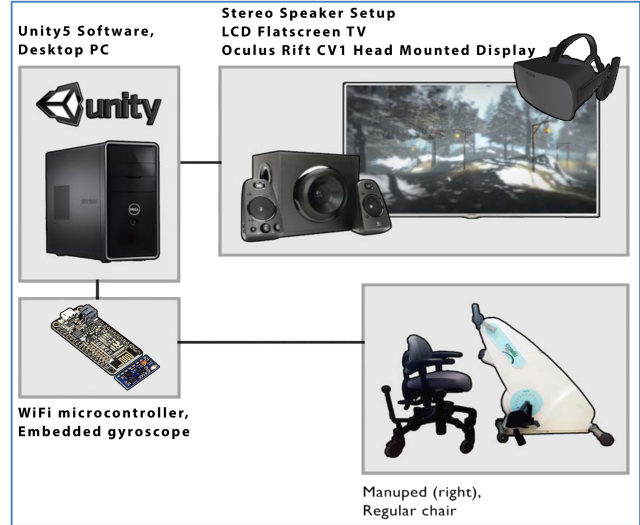 Unity5 Software,
Desktop PC
Stereo Speaker Setup
LCD Flatscreen TV
Oculus Rift CV1 Head Mounted Display
unity
DELL
WiFi microcontroller,
Embedded gyroscope
Manuped (right),
Regular chair